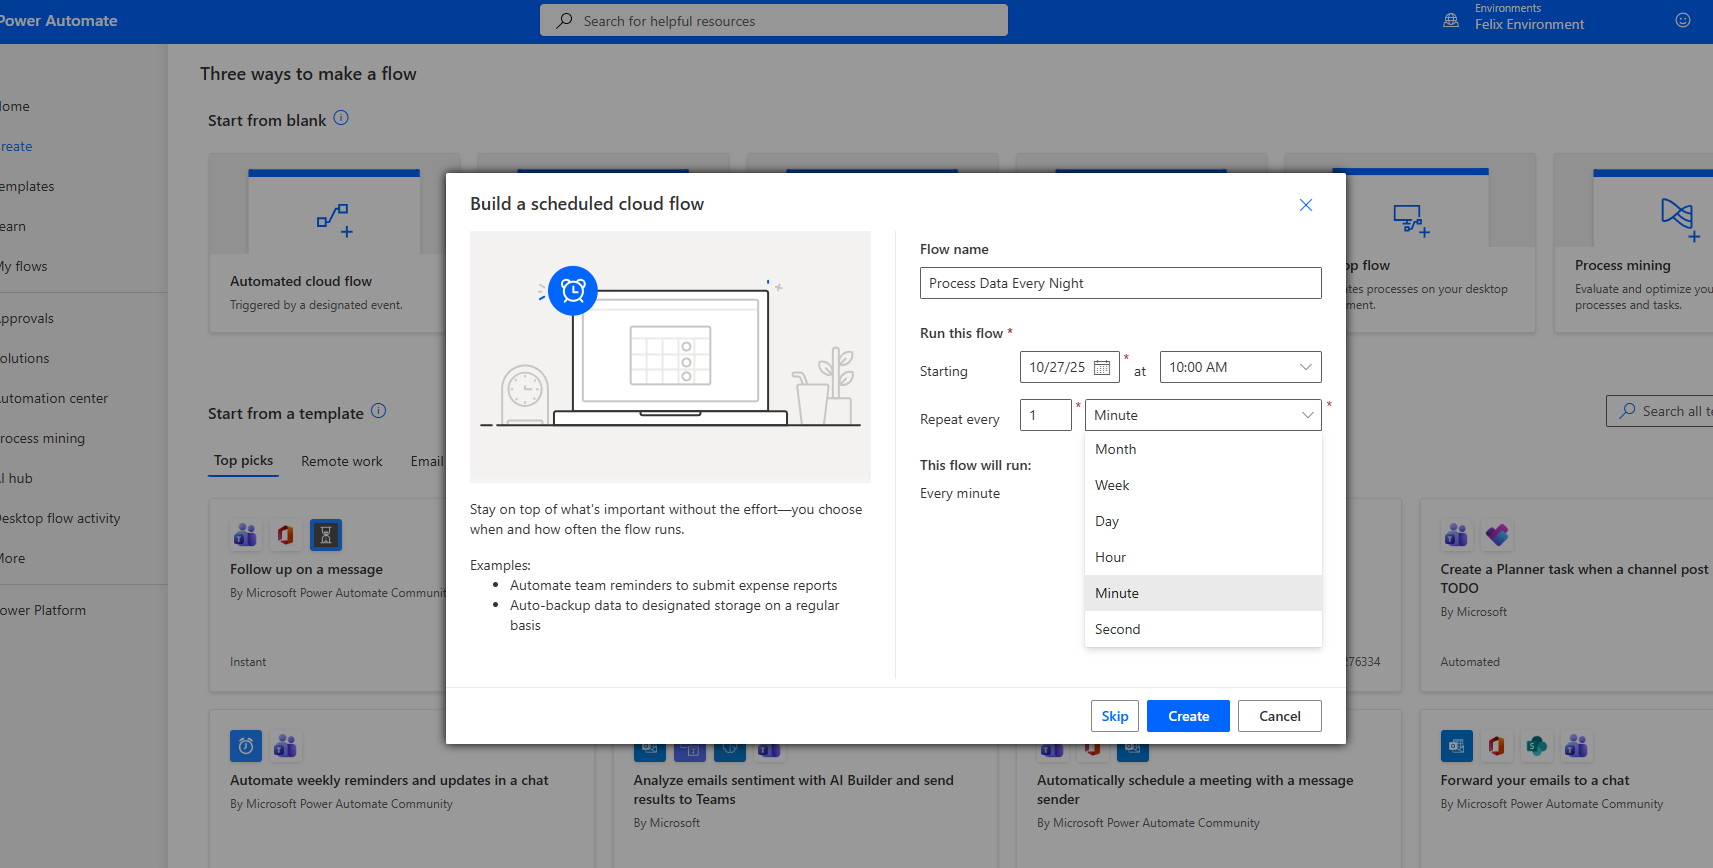 Power Automate
Search for helpful resources
Environments
Felix Environment
Three ways to make a flow
Start from blank
ome
reate
emplates
earn
y flows
pprovals
olutions
utomation center
rocess mining
I hub
esktop flow activity
ore
ower Platform
Automated cloud flow
Triggered by a designated event.
p flow
tes processes on your desktop
ment.
Process mining
Evaluate and optimize you
processes and tasks.
Build a scheduled cloud flow
Stay on top of what's important without the effort—you choose
when and how often the flow runs.
Examples:
• Automate team reminders to submit expense reports
• Auto-backup data to designated storage on a regular
basis
Flow name
Process Data Every Night
Run this flow *
Starting 10/27/25 * at 10:00 AM
Repeat every 1 * Minute *
Month
Week
Day
Hour
Minute
Second
This flow will run:
Every minute
Skip
Create
Cancel
Start from a template
Search all te
Top picks
Remote work
Email
Follow up on a message
By Microsoft Power Automate Communit
Instant
276334
Create a Planner task when a channel post
TODO
By Microsoft
Automated
Automate weekly reminders and updates in a chat
By Microsoft Power Automate Community
Analyze emails sentiment with AI Builder and send
results to Teams
By Microsoft
Automatically schedule a meeting with a message
sender
By Microsoft Power Automate Community
Forward your emails to a chat
By Microsoft Power Automate Community